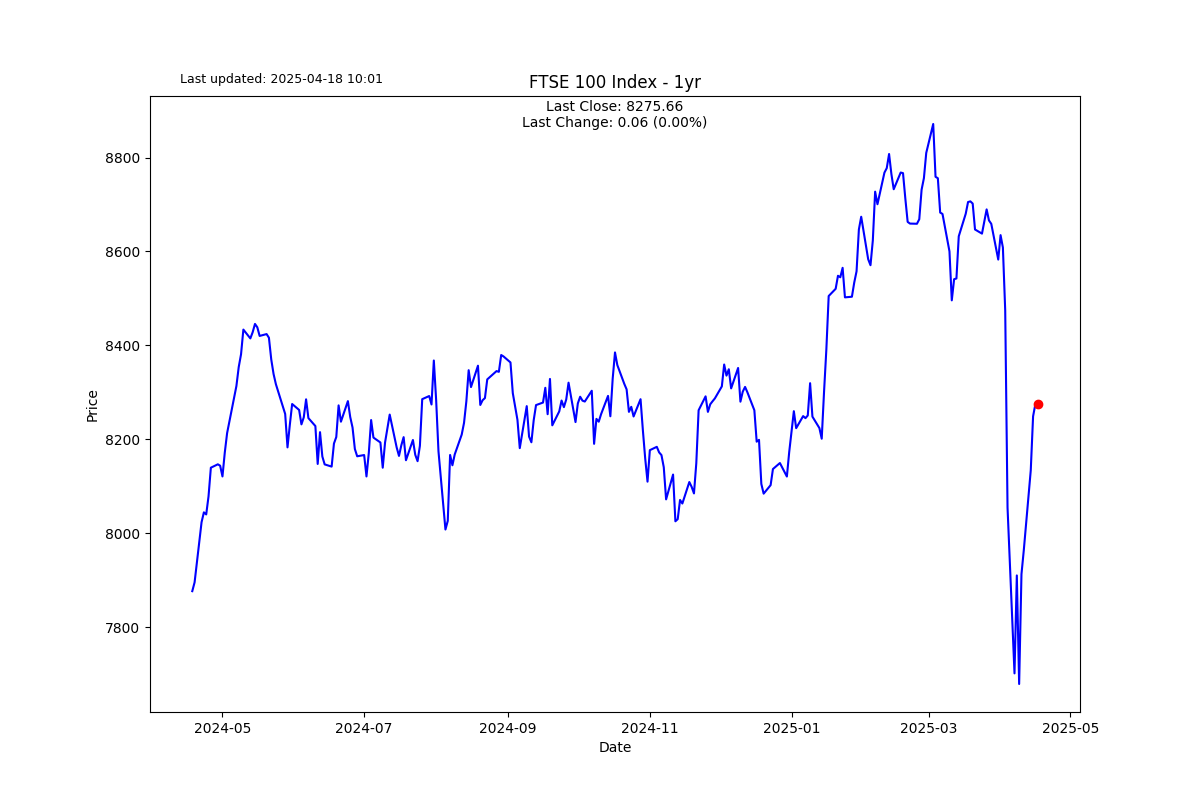 Last updated: 2025-04-18 10:01
FTSE 100 Index - 1yr
Last Close: 8275.66
Last Change: 0.06 (0.00%)
8800
8600
8400
8200
8000
7800
Price
2024-05
2024-07
2024-09
2024-11
2025-01
2025-03
2025-05
Date